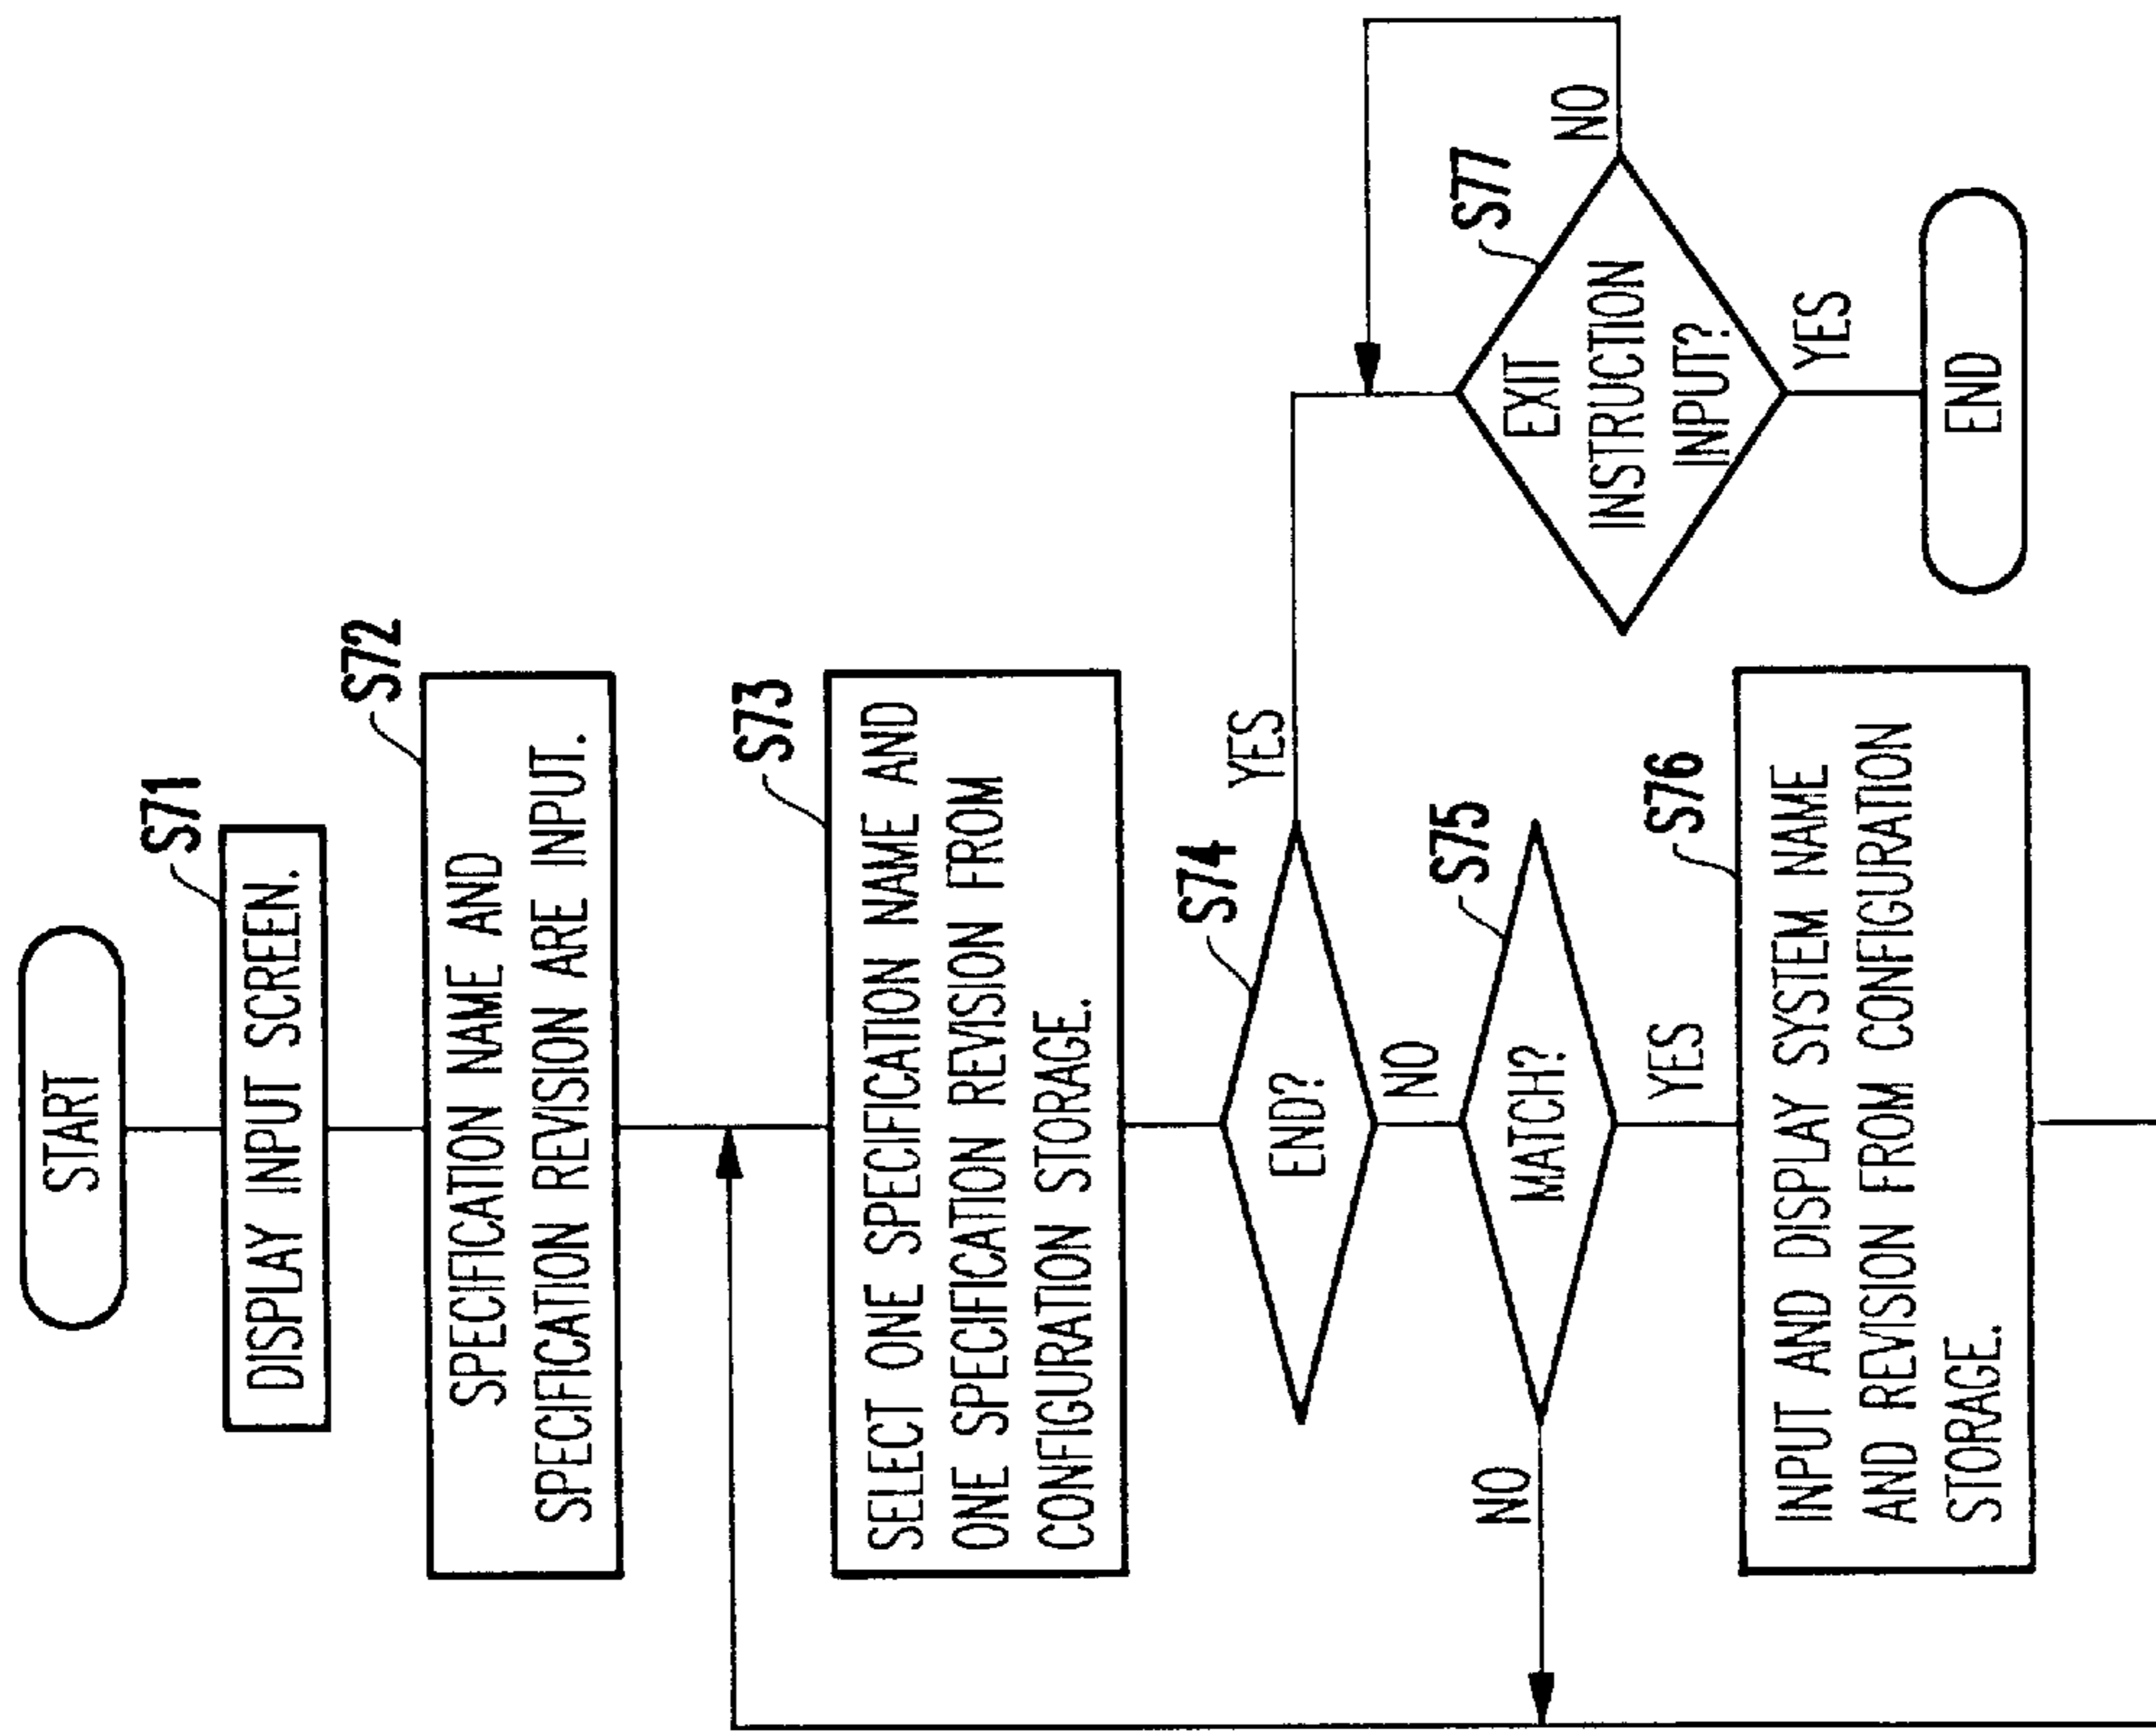 START
S71
DISPLAY INPUT SCREEN.
S72
SPECIFICATION NAME AND
SPECIFICATION REVISION ARE INPUT.
S73
SELECT ONE SPECIFICATION NAME AND
ONE SPECIFICATION REVISION FROM
CONFIGURATION STORAGE.
S74
END?
YES
NO
S75
MATCH?
NO
YES
S76
INPUT AND DISPLAY SYSTEM NAME
AND REVISION FROM CONFIGURATION
STORAGE.
S77
EXIT
INSTRUCTION
INPUT?
NO
YES
END